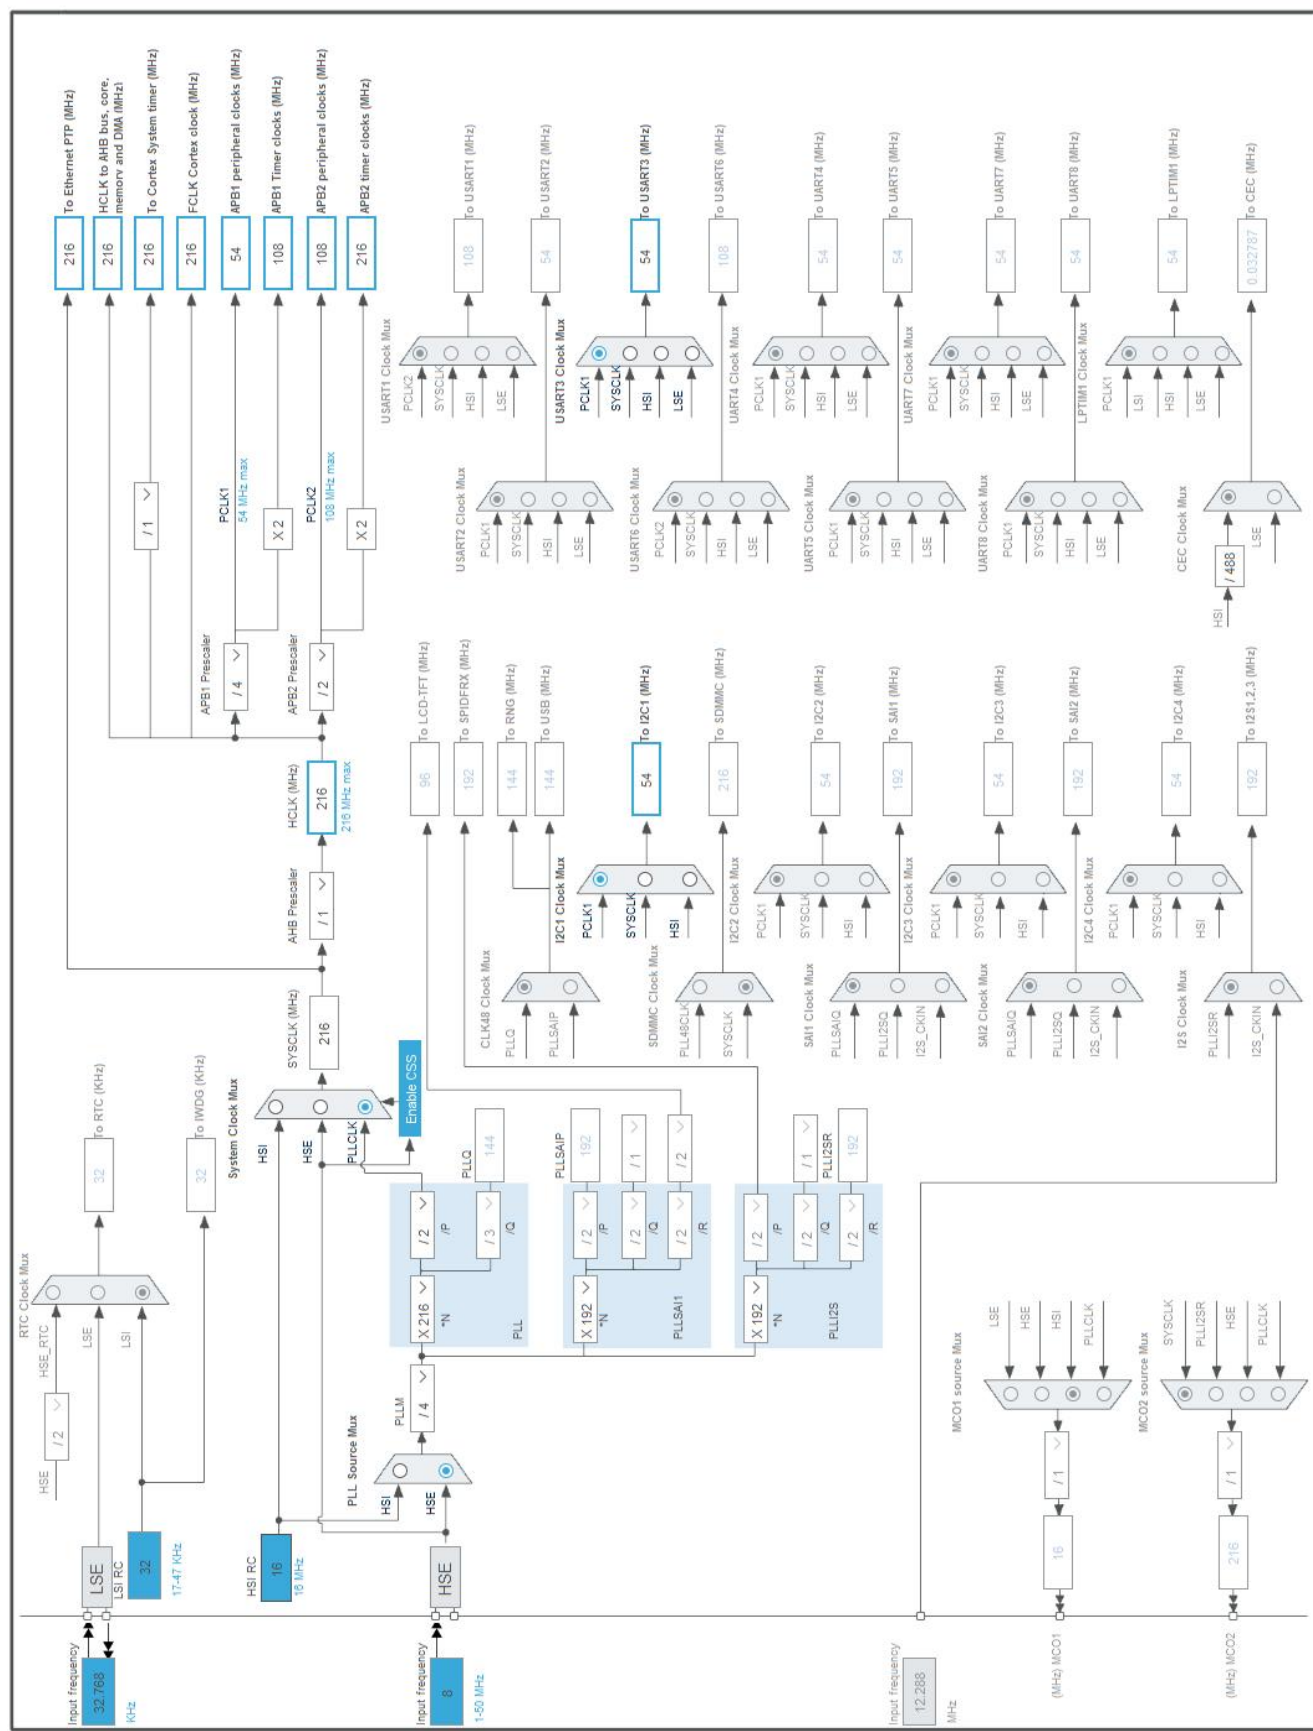 RTC Clock Mux
HSE
/ 2
HSE_RTC
LSE
LSI
32
To RTC (KHz)
32
To IWDG (KHz)
Input frequency
32.768
KHz
LSE
LSI RC
32
17-47 KHz
HSI RC
16
16 MHz
Input frequency
8
1-50 MHz
HSE
PLL Source Mux
HSI
HSE
PLLM
/ 4
System Clock Mux
HSI
HSE
PLLCLK
Enable CSS
SYSCLK (MHz)
216
AHB Prescaler
/ 1
HCLK (MHz)
216
216 MHz max
APB1 Prescaler
/ 4
APB2 Prescaler
/ 2
/ 1
PCLK1
54 MHz max
X 2
PCLK2
108 MHz max
X 2
216
To Ethernet PTP (MHz)
216
HCLK to AHB bus, core,
memory and DMA (MHz)
216
To Cortex System timer (MHz)
216
FCLK Cortex clock (MHz)
54
APB1 peripheral clocks (MHz)
108
APB1 Timer clocks (MHz)
108
APB2 peripheral clocks (MHz)
216
APB2 timer clocks (MHz)
X 216
*N
PLL
/ 2
/P
/ 3
/Q
PLLQ
144
X 192
*N
PLLSAI1
/ 2
/P
/ 2
/Q
/ 2
/R
PLLSAIP
192
/ 1
/ 2
X 192
*N
PLLI2S
/ 2
/P
/ 2
/Q
/ 2
/R
/ 1
PLLI2SR
192
96
To LCD-TFT (MHz)
192
To SPIDFRX (MHz)
144
To RNG (MHz)
144
To USB (MHz)
CLK48 Clock Mux
PLLQ
PLLSAIP
I2C1 Clock Mux
PCLK1
SYSCLK
HSI
54
To I2C1 (MHz)
SDMMC Clock Mux
PLL48CLK
SYSCLK
216
To SDMMC (MHz)
I2C2 Clock Mux
PCLK1
SYSCLK
HSI
54
To I2C2 (MHz)
SAI1 Clock Mux
PLLSAIQ
PLLI2SQ
I2S_CKIN
192
To SAI1 (MHz)
I2C3 Clock Mux
PCLK1
SYSCLK
HSI
54
To I2C3 (MHz)
SAI2 Clock Mux
PLLSAIQ
PLLI2SQ
I2S_CKIN
192
To SAI2 (MHz)
I2C4 Clock Mux
PCLK1
SYSCLK
HSI
54
To I2C4 (MHz)
I2S Clock Mux
PLLI2SR
I2S_CKIN
192
To I2S1,2,3 (MHz)
USART1 Clock Mux
PCLK2
SYSCLK
HSI
LSE
108
To USART1 (MHz)
USART2 Clock Mux
PCLK1
SYSCLK
HSI
LSE
54
To USART2 (MHz)
USART3 Clock Mux
PCLK1
SYSCLK
HSI
LSE
54
To USART3 (MHz)
USART6 Clock Mux
PCLK2
SYSCLK
HSI
LSE
108
To USART6 (MHz)
UART4 Clock Mux
PCLK1
SYSCLK
HSI
LSE
54
To UART4 (MHz)
UART5 Clock Mux
PCLK1
SYSCLK
HSI
LSE
54
To UART5 (MHz)
UART7 Clock Mux
PCLK1
SYSCLK
HSI
LSE
54
To UART7 (MHz)
UART8 Clock Mux
PCLK1
SYSCLK
HSI
LSE
54
To UART8 (MHz)
LPTIM1 Clock Mux
PCLK1
LSI
HSI
LSE
54
To LPTIM1 (MHz)
CEC Clock Mux
HSI
/ 488
LSE
0.032787
To CEC (MHz)
Input frequency
12.288
MHz
MCO1 source Mux
LSE
HSE
HSI
PLLCLK
/ 1
16
(MHz) MCO1
MCO2 source Mux
SYSCLK
PLLI2SR
HSE
PLLCLK
/ 1
216
(MHz) MCO2